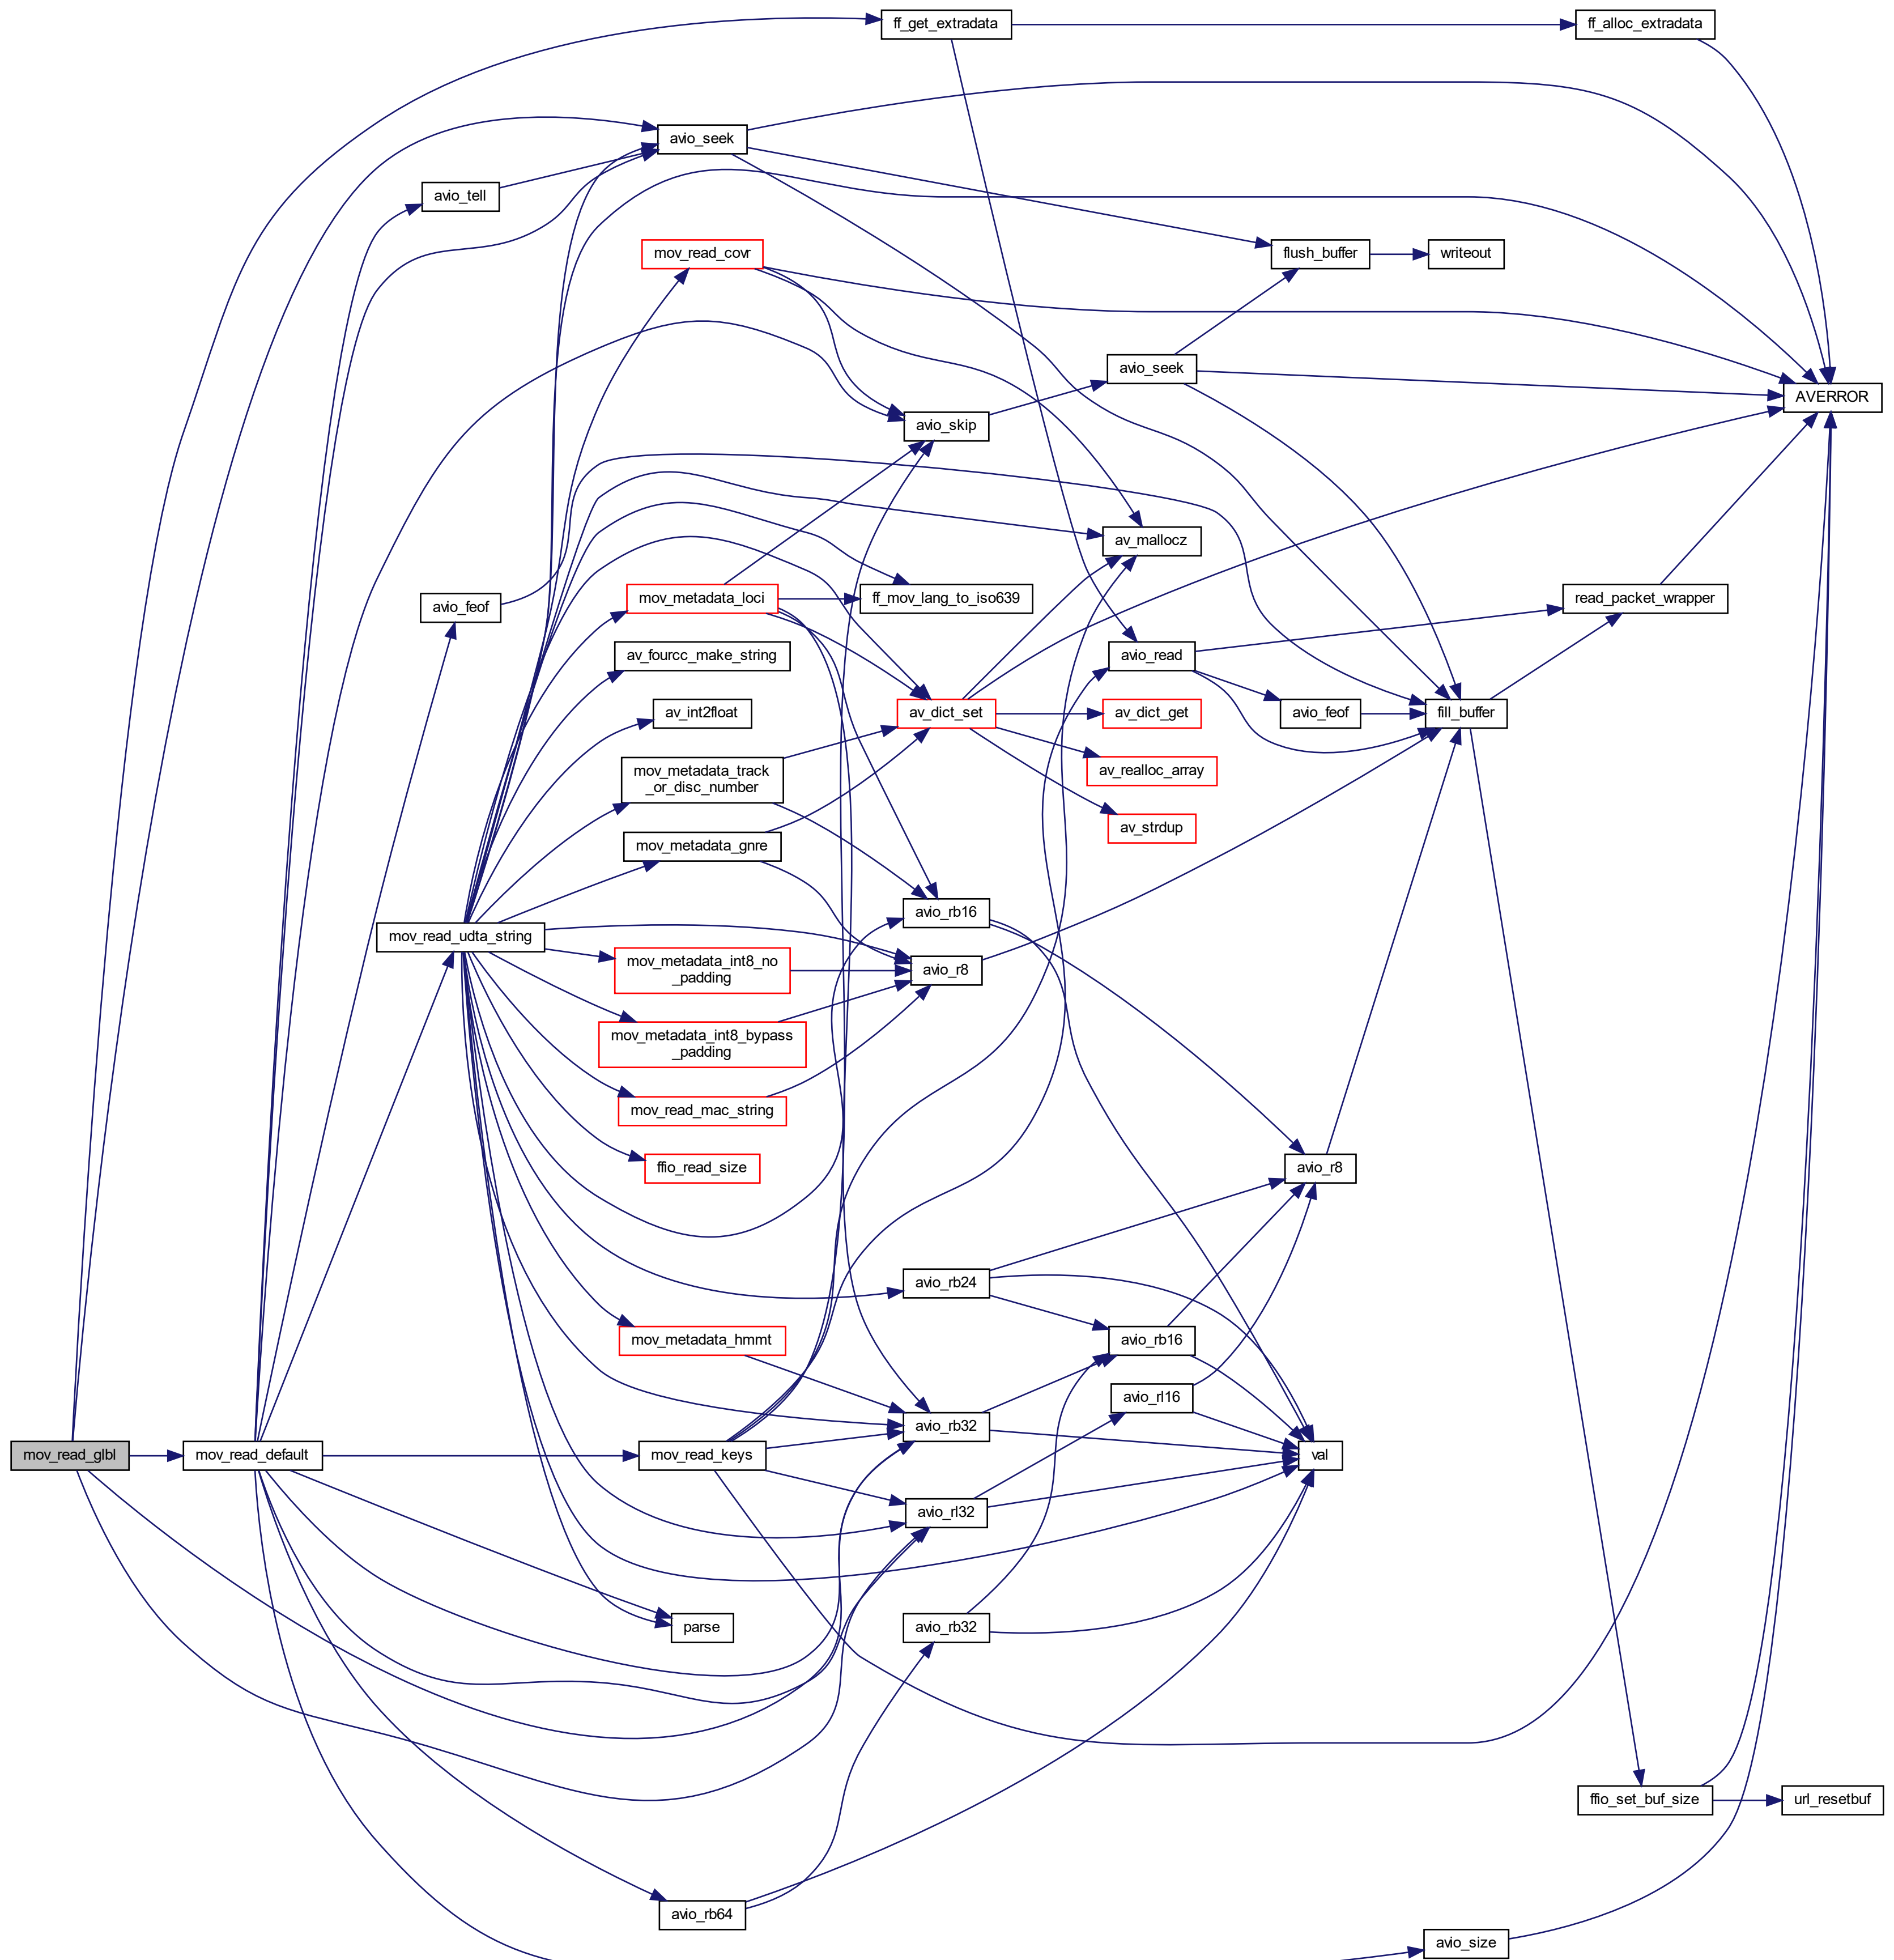 ff_get_extradata
ff_alloc_extradata
avio_seek
avio_tell
mov_read_covr
flush_buffer
writeout
avio_seek
AVERROR
avio_skip
av_mallocz
mov_metadata_loci
ff_mov_lang_to_iso639
read_packet_wrapper
avio_feof
av_fourcc_make_string
avio_read
av_int2float
av_dict_set
av_dict_get
avio_feof
fill_buffer
mov_metadata_track
_or_disc_number
av_realloc_array
av_strdup
mov_metadata_gnre
avio_rb16
mov_read_udta_string
mov_metadata_int8_no
_padding
avio_r8
mov_metadata_int8_bypass
_padding
mov_read_mac_string
ffio_read_size
avio_r8
avio_rb24
mov_metadata_hmmt
avio_rb16
avio_rl16
avio_rb32
mov_read_glbl
mov_read_default
mov_read_keys
val
avio_rl32
parse
avio_rb32
ffio_set_buf_size
url_resetbuf
avio_rb64
avio_size